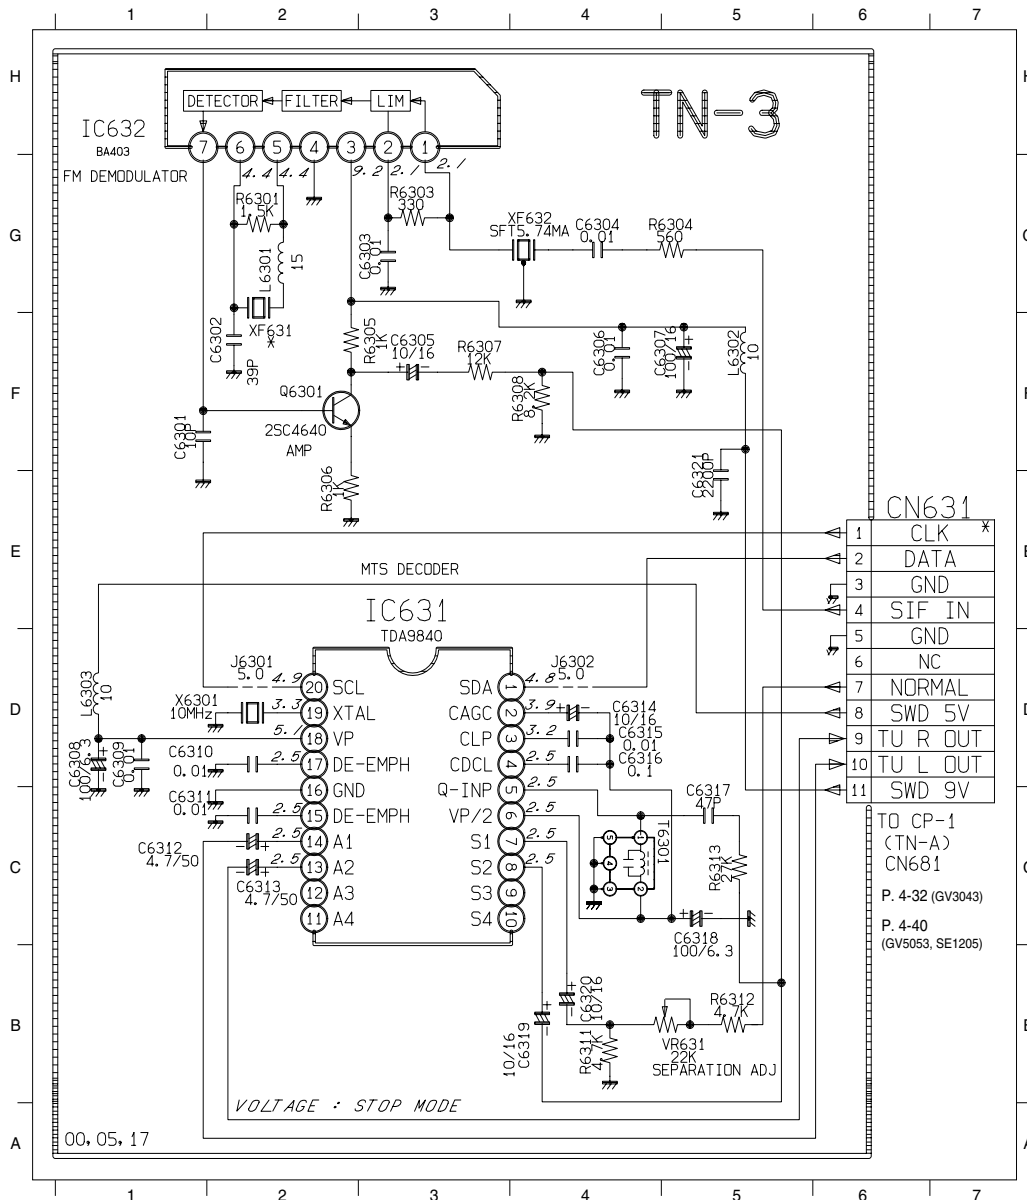 1 2 3 4 5 6 7
H
TN-3
DETECTOR FILTER LIM
IC632
BA403
FM DEMODULATOR
7 6 5 4 3 2 1
4.4 4.4 9.2 2.1 2.1
R6301
1.5K
R6303
330
XF632
SFT5.74MA
C6304
0.01
R6304
560
G
L6301
15
C6303
0.01
XF631
*
C6302
39P
R6305
1K
C6305
10/16
+ -
R6307
12K
R6308
8.2K
C6306
0.01
C6307
100/16
+
-
L6302
10
F
Q6301
2SC4640
AMP
C6301
10P
R6306
1K
C6321
2200P
E
CN631
1 CLK *
2 DATA
3 GND
4 SIF IN
5 GND
6 NC
7 NORMAL
8 SWD 5V
9 TU R OUT
10 TU L OUT
11 SWD 9V
TO CP-1
(TN-A)
CN681
P. 4-32 (GV3043)
P. 4-40
(GV5053, SE1205)
MTS DECODER
IC631
TDA9840
J6301
5.0
4.9
J6302
5.0
4.8
20 SCL SDA 1
19 XTAL CAGC 2
18 VP CLP 3
17 DE-EMPH CDCL 4
16 GND Q-INP 5
15 DE-EMPH VP/2 6
14 A1 S1 7
13 A2 S2 8
12 A3 S3 9
11 A4 S4 10
D
L6303
10
X6301
10MHz
3.3
5.1
C6308
100/6.3
+
-
C6309
0.01
C6310
0.01
2.5
C6311
0.01
2.5
C6312
4.7/50
- +
2.5
C6313
4.7/50
- +
2.5
3.9
+ -
C6314
10/16
3.2
C6315
0.01
2.5
C6316
0.1
2.5
2.5
2.5
2.5
C6317
47P
T6301
5 1
4
3 2
R6313
C
C6318
100/6.3
+ -
C6320
10/16
+
-
10/16
C6319
+
-
R6311
4.7K
VR631
22K
SEPARATION ADJ
R6312
4.7K
B
VOLTAGE : STOP MODE
A
00,05,17
1 2 3 4 5 6 7